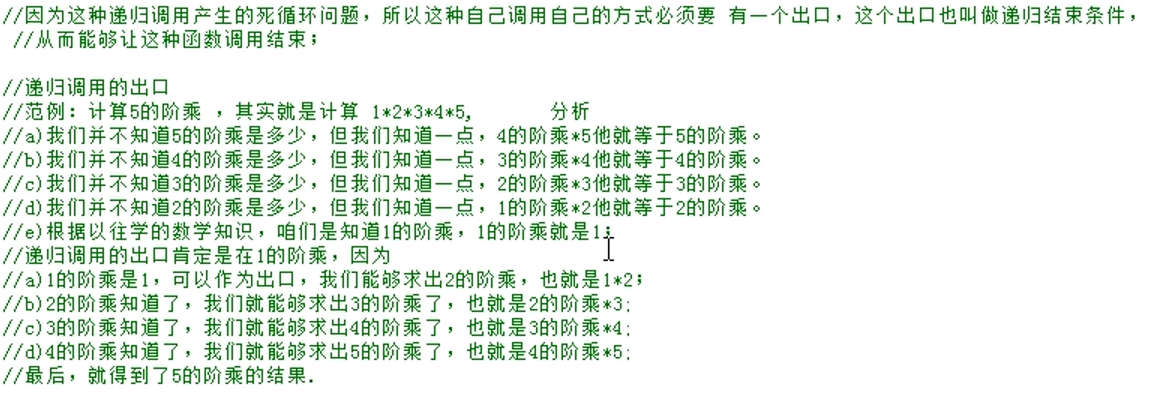 //因为这种递归调用产生的死循环问题，所以这种自己调用自己的方式必须要 有一个出口，这个出口也叫做递归结束条件，
//从而能够让这种函数调用结束；
//递归调用的出口
//范例：计算5的阶乘 ，其实就是计算 1*2*3*4*5, 分析
//a)我们并不知道5的阶乘是多少，但我们知道一点，4的阶乘*5他就等于5的阶乘。
//b)我们并不知道4的阶乘是多少，但我们知道一点，3的阶乘*4他就等于4的阶乘。
//c)我们并不知道3的阶乘是多少，但我们知道一点，2的阶乘*3他就等于3的阶乘。
//d)我们并不知道2的阶乘是多少，但我们知道一点，1的阶乘*2他就等于2的阶乘。
//e)根据以往学的数学知识，咱们是知道1的阶乘，1的阶乘就是1；
//递归调用的出口肯定是在1的阶乘，因为
//a)1的阶乘是1，可以作为出口，我们能够求出2的阶乘，也就是1*2；
//b)2的阶乘知道了，我们就能够求出3的阶乘了，也就是2的阶乘*3;
//c)3的阶乘知道了，我们就能够求出4的阶乘了，也就是3的阶乘*4;
//d)4的阶乘知道了，我们就能够求出5的阶乘了，也就是4的阶乘*5;
//最后，就得到了5的阶乘的结果.